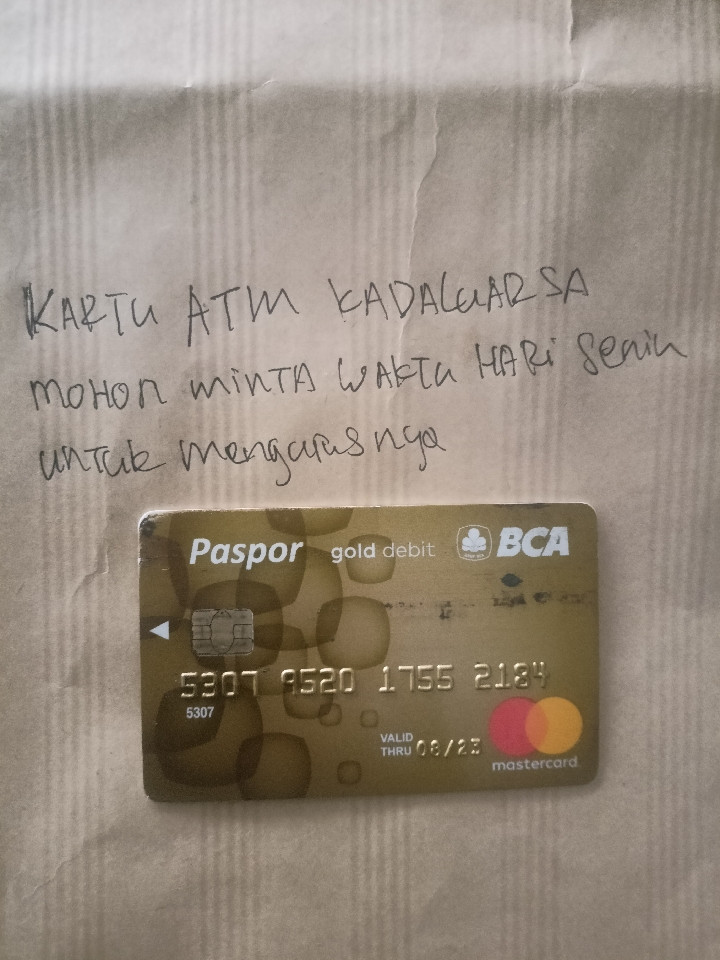 KARTU ATM KADALUARSA
MOHON MINTA WAKTU HARI Senin
UNTUK mengurusnya
Paspor gold debit BCA
5307 9520 1755 2184
5307
VALID
THRU 08/23
mastercard